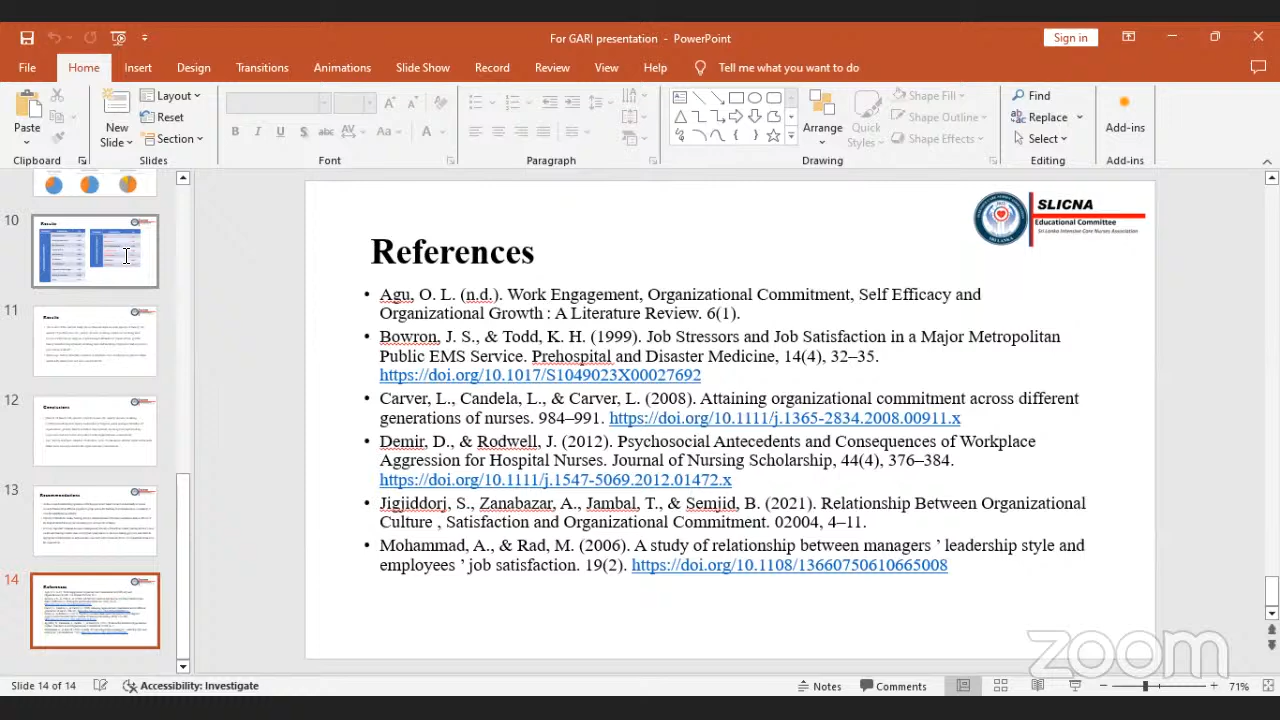 For GARI presentation - PowerPoint
Sign in
File Home Insert Design Transitions Animations Slide Show Record Review View Help Tell me what you want to do
Paste
New Slide
Layout
Reset
Section
Arrange
Quick Styles
Shape Fill
Shape Outline
Shape Effects
Find
Replace
Select
Add-ins
Clipboard Slides Font Paragraph Drawing Editing Add-ins
10
Results
11
Results
12
Conclusions
13
Recommendations
14
References
SLICNA
Educational Committee
Sri Lanka Intensive Care Nurses Association
SRI LANKA
References
• Agu, O. L. (n.d.). Work Engagement, Organizational Commitment, Self Efficacy and
Organizational Growth : A Literature Review. 6(1).
• Bowron, J. S., & Todd, K. H. (1999). Job Stressors and Job Satisfaction in a Major Metropolitan
Public EMS Service. Prehospital and Disaster Medicine, 14(4), 32–35.
https://doi.org/10.1017/S1049023X00027692
• Carver, L., Candela, L., & Carver, L. (2008). Attaining organizational commitment across different
generations of nurses. 984–991. https://doi.org/10.1111/j.1365-2834.2008.00911.x
• Demir, D., & Rodwell, J. (2012). Psychosocial Antecedents and Consequences of Workplace
Aggression for Hospital Nurses. Journal of Nursing Scholarship, 44(4), 376–384.
https://doi.org/10.1111/j.1547-5069.2012.01472.x
• Jigjiddorj, S., Zanabazar, A., Jambal, T., & Semjid, B. (2021). Relationship Between Organizational
Culture , Satisfaction and Organizational Commitment. 02004, 4–11.
• Mohammad, A., & Rad, M. (2006). A study of relationship between managers ’ leadership style and
employees ’ job satisfaction. 19(2). https://doi.org/10.1108/13660750610665008
zoom
Slide 14 of 14 Accessibility: Investigate Notes Comments 71%